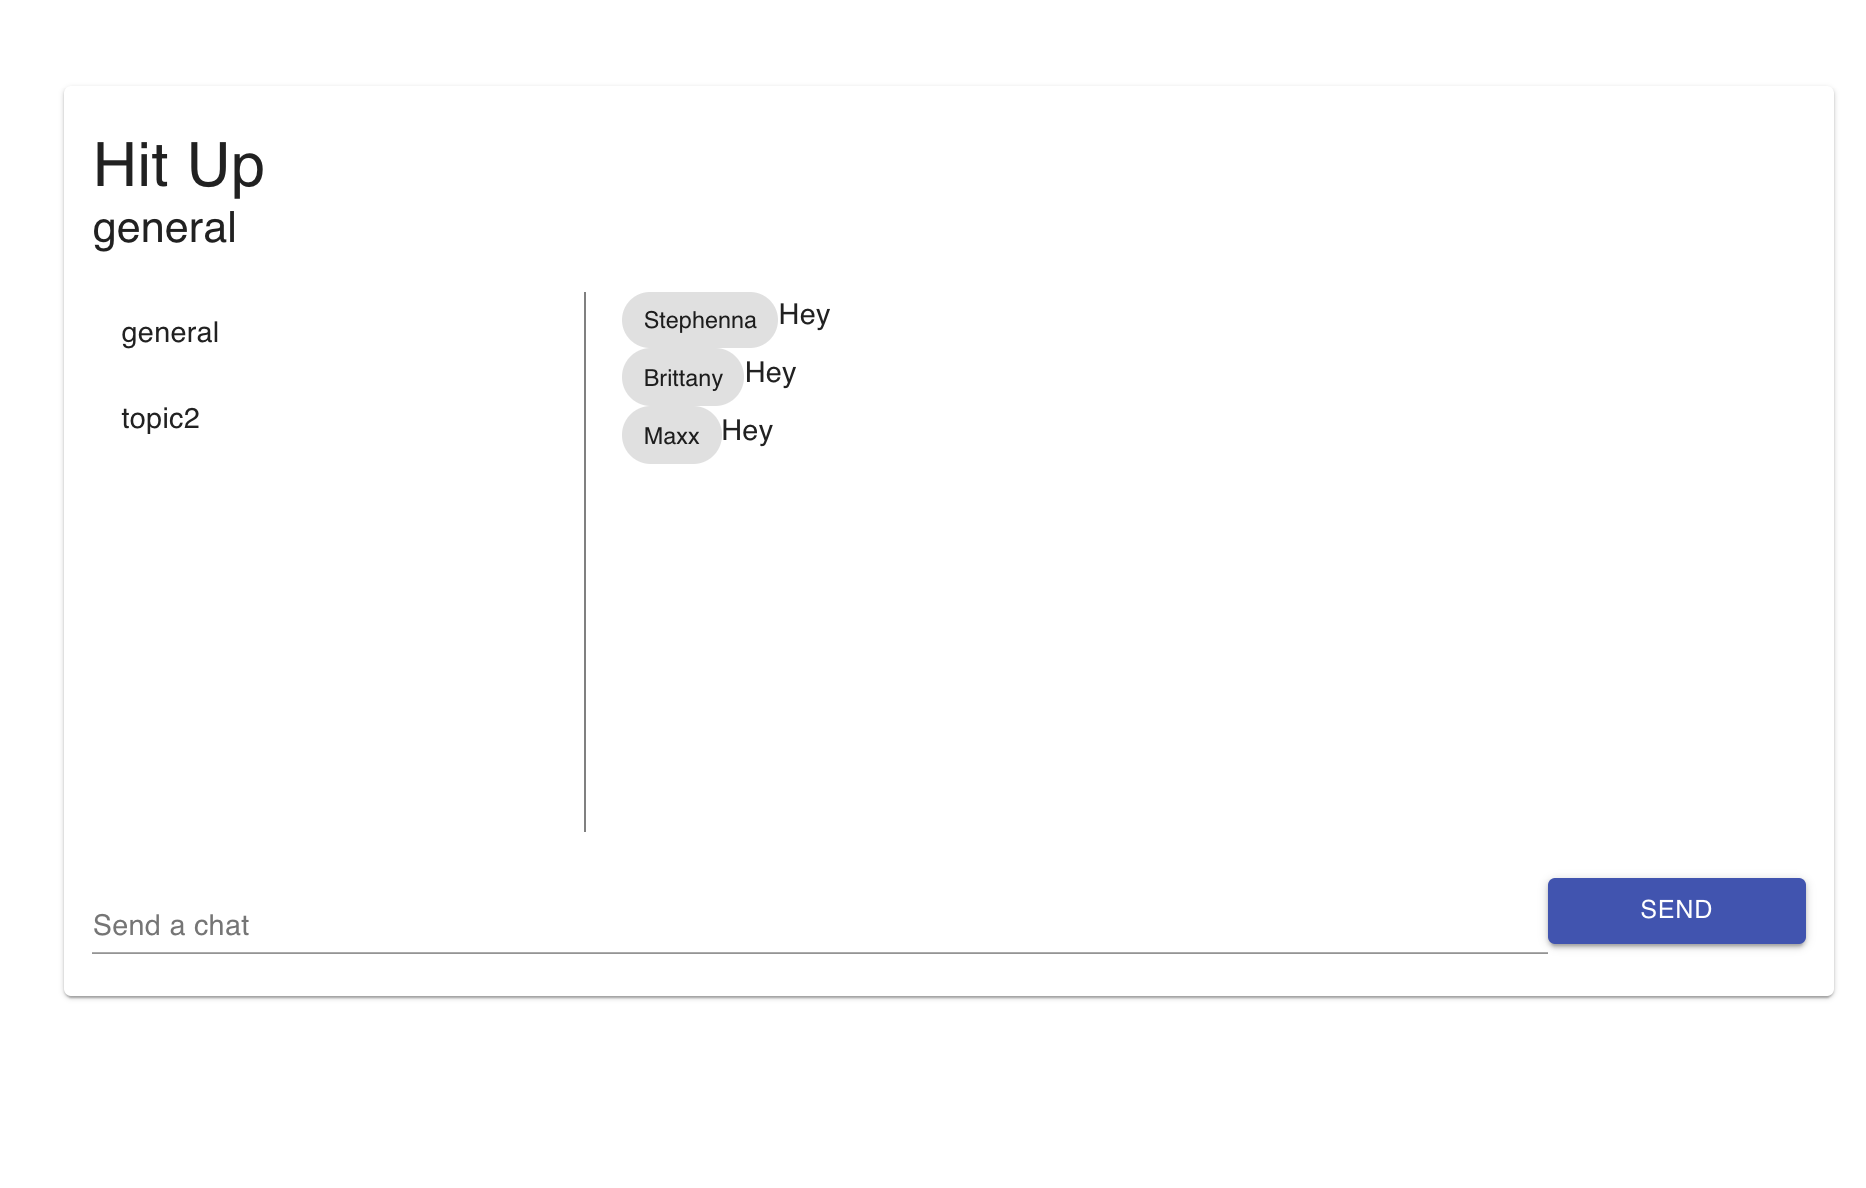 Hit Up
general
general
topic2
Stephenna Hey
Brittany Hey
Maxx Hey
Send a chat
SEND